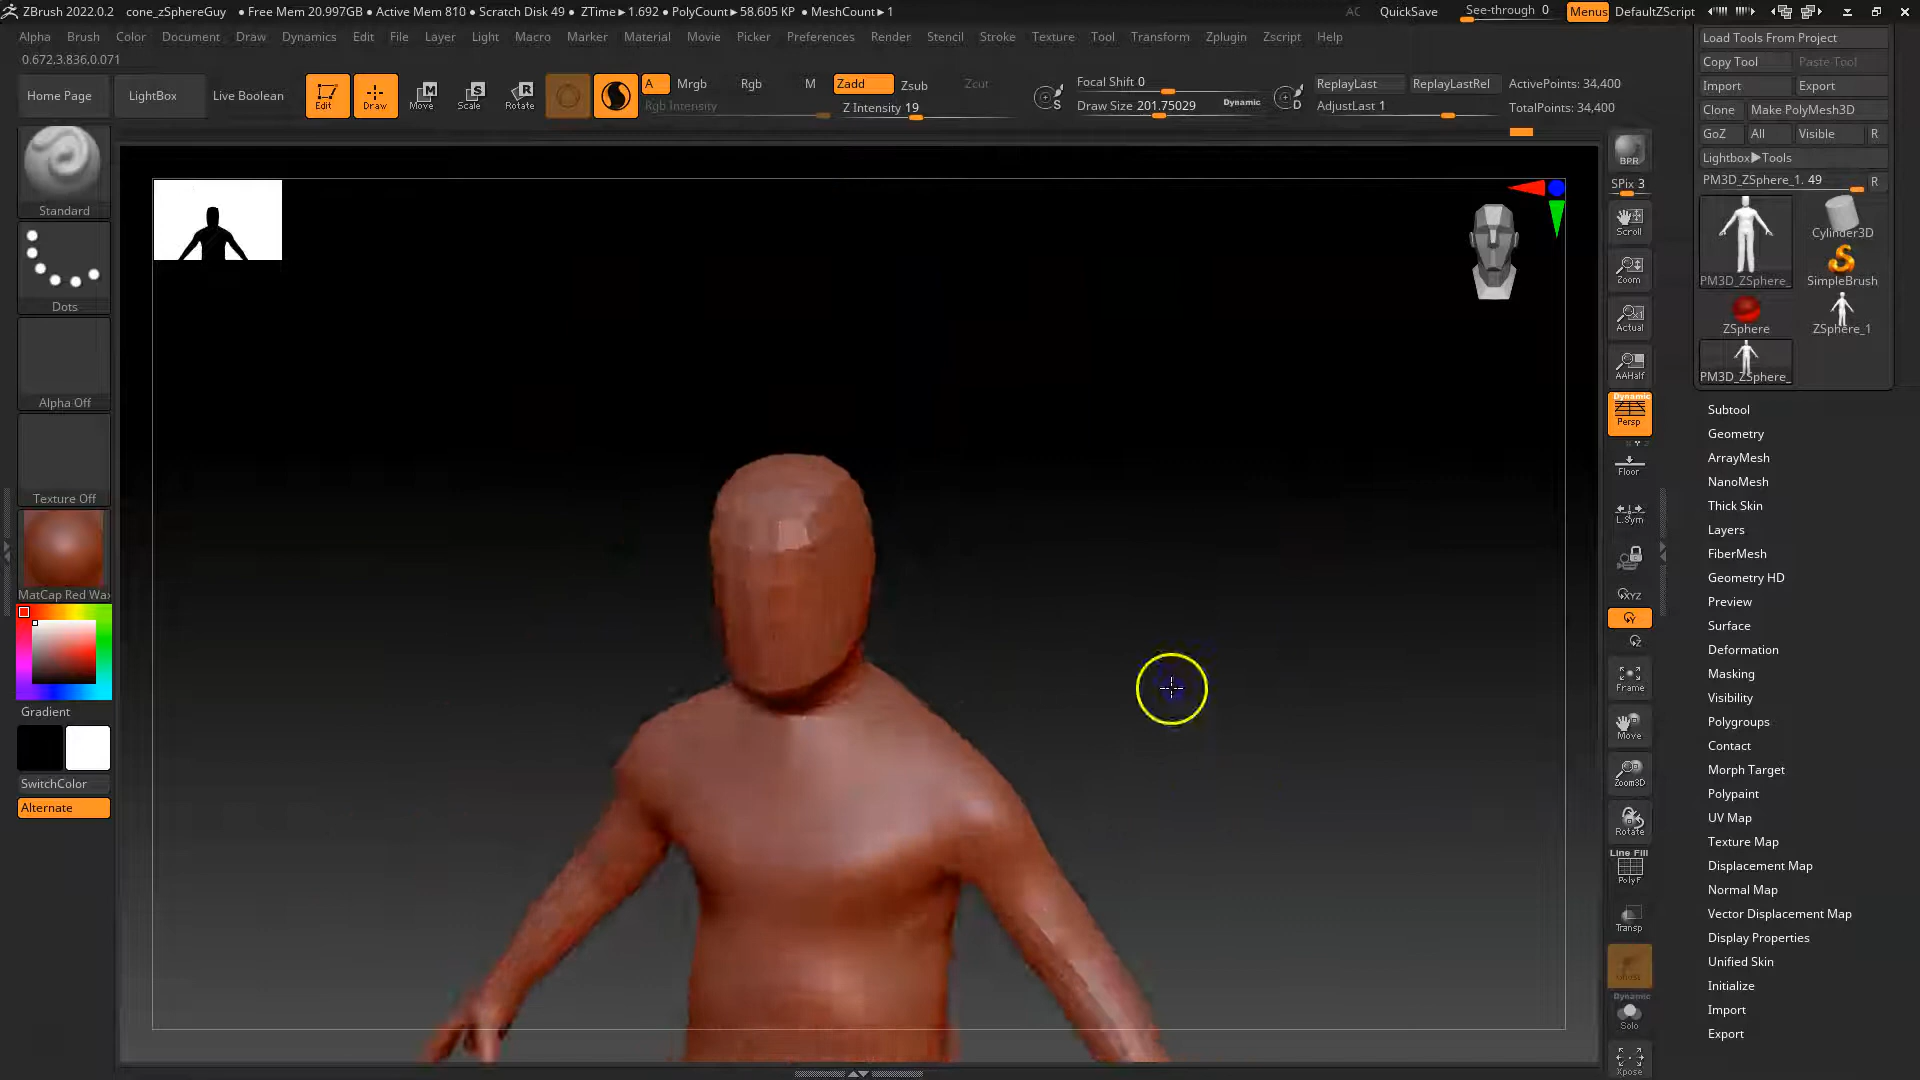 ZBrush 2022.0.2 cone_zSphereGuy • Free Mem 20.997GB • Active Mem 810 • Scratch Disk 49 • ZTime►1.692 • PolyCount►58.605 KP • MeshCount►1 AC QuickSave See-through 0 Menus DefaultZScript
Alpha Brush Color Document Draw Dynamics Edit File Layer Light Macro Marker Material Movie Picker Preferences Render Stencil Stroke Texture Tool Transform Zplugin Zscript Help
0.672,3.836,0.071
Home Page LightBox Live Boolean Edit Draw Move Scale Rotate
A Mrgb Rgb M Zadd Zsub Zcut
Rgb Intensity Z Intensity 19
Focal Shift 0
Draw Size 201.75029 Dynamic
ReplayLast ReplayLastRel ActivePoints: 34,400
AdjustLast 1 TotalPoints: 34,400
Standard
Dots
Alpha Off
Texture Off
MatCap Red Wax
Gradient
SwitchColor
Alternate
BPR
SPix 3
Scroll
Zoom
Actual
AAHalf
Dynamic
Persp
Floor
L.Sym
XYZ
Y
Z
Frame
Move
Zoom3D
Rotate
Line Fill
PolyF
Transp
Dynamic
Solo
Xpose
Load Tools From Project
Copy Tool Paste Tool
Import Export
Clone Make PolyMesh3D
GoZ All Visible R
Lightbox►Tools
PM3D_ZSphere_1. 49 R
Cylinder3D
PM3D_ZSphere_ SimpleBrush
ZSphere ZSphere_1
PM3D_ZSphere_
Subtool
Geometry
ArrayMesh
NanoMesh
Thick Skin
Layers
FiberMesh
Geometry HD
Preview
Surface
Deformation
Masking
Visibility
Polygroups
Contact
Morph Target
Polypaint
UV Map
Texture Map
Displacement Map
Normal Map
Vector Displacement Map
Display Properties
Unified Skin
Initialize
Import
Export